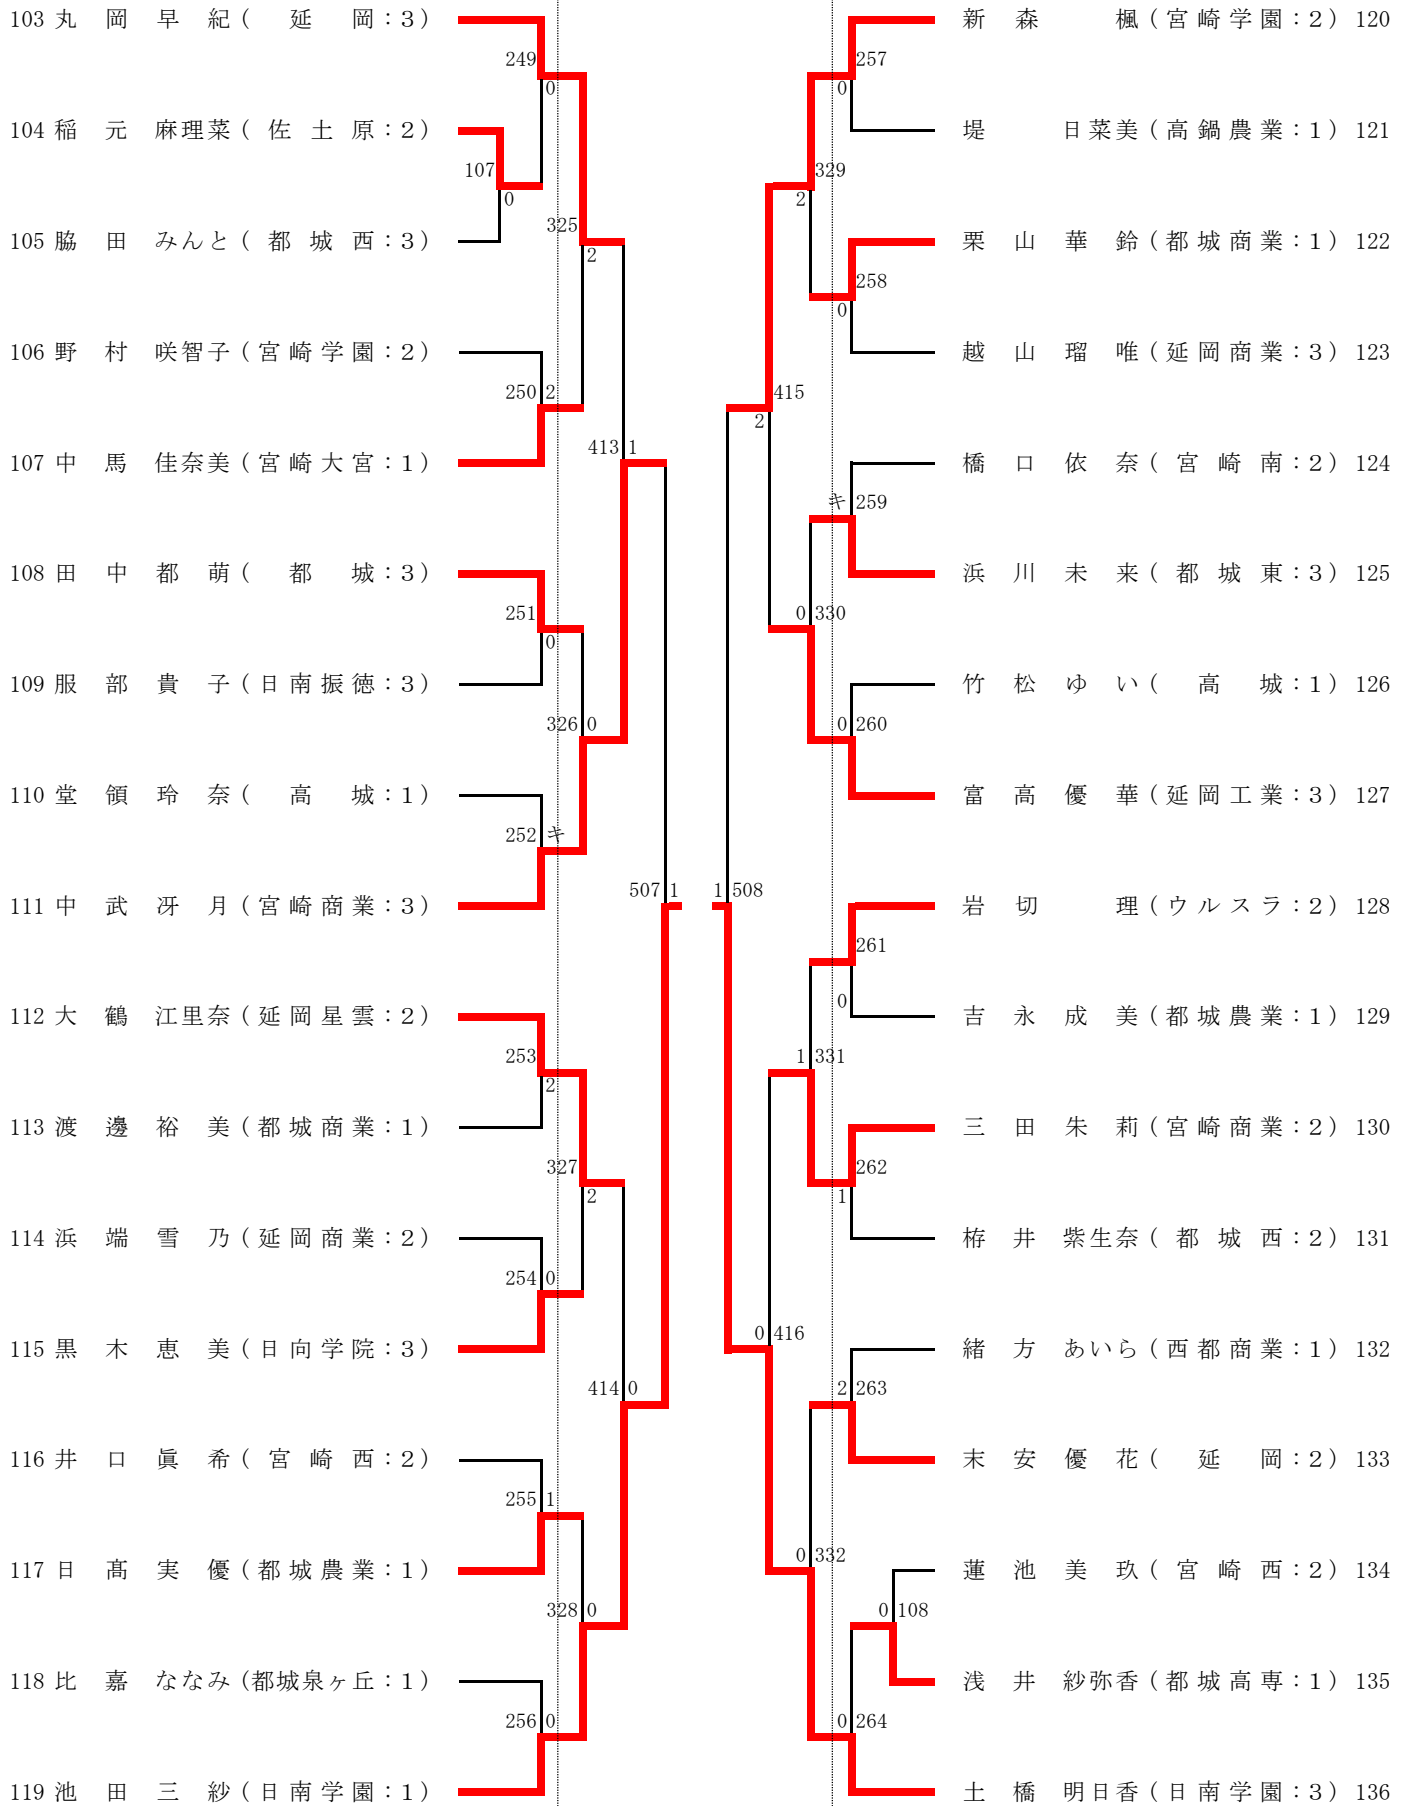 103 丸岡早紀(延岡:3)
249
0
104 稲元麻理菜(佐土原:2)
107
0
105 脇田みんと(都城西:3)
325
2
106 野村咲智子(宮崎学園:2)
250 2
107 中馬佳奈美(宮崎大宮:1)
413 1
108 田中都萌(都城:3)
251
0
109 服部貴子(日南振徳:3)
326 0
110 堂領玲奈(高城:1)
252 キ
111 中武冴月(宮崎商業:3)
507 1
112 大鶴江里奈(延岡星雲:2)
253
2
113 渡邊裕美(都城商業:1)
327
2
114 浜端雪乃(延岡商業:2)
254 0
115 黒木恵美(日向学院:3)
414 0
116 井口眞希(宮崎西:2)
255 1
117 日髙実優(都城農業:1)
328 0
118 比嘉ななみ(都城泉ヶ丘:1)
256 0
119 池田三紗(日南学園:1)
新森楓(宮崎学園:2) 120
257
0
堤日菜美(高鍋農業:1) 121
329
2
栗山華鈴(都城商業:1) 122
258
0
越山瑠唯(延岡商業:3) 123
415
2
橋口依奈(宮崎南:2) 124
キ 259
浜川未来(都城東:3) 125
0 330
竹松ゆい(高城:1) 126
0 260
富高優華(延岡工業:3) 127
1 508
岩切理(ウルスラ:2) 128
261
0
吉永成美(都城農業:1) 129
1 331
三田朱莉(宮崎商業:2) 130
262
1
栫井紫生奈(都城西:2) 131
0 416
緒方あいら(西都商業:1) 132
2 263
末安優花(延岡:2) 133
0 332
蓮池美玖(宮崎西:2) 134
0 108
浅井紗弥香(都城高専:1) 135
0 264
土橋明日香(日南学園:3) 136